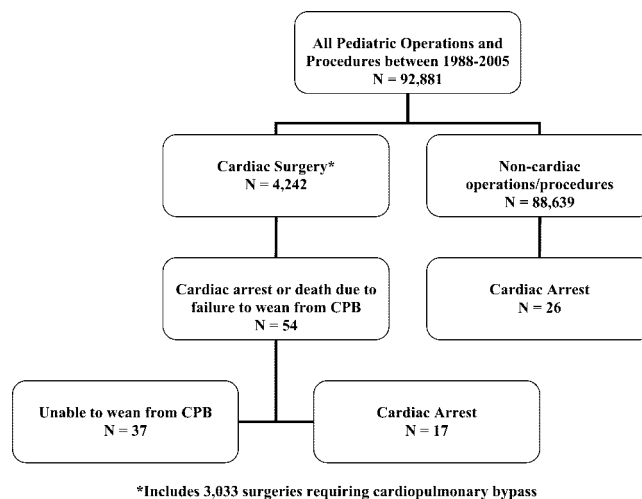 All Pediatric Operations and
Procedures between 1988-2005
N = 92,881
Cardiac Surgery*
N = 4,242
Non-cardiac
operations/procedures
N = 88,639
Cardiac arrest or death due to
failure to wean from CPB
N = 54
Cardiac Arrest
N = 26
Unable to wean from CPB
N = 37
Cardiac Arrest
N = 17
*Includes 3,033 surgeries requiring cardiopulmonary bypass